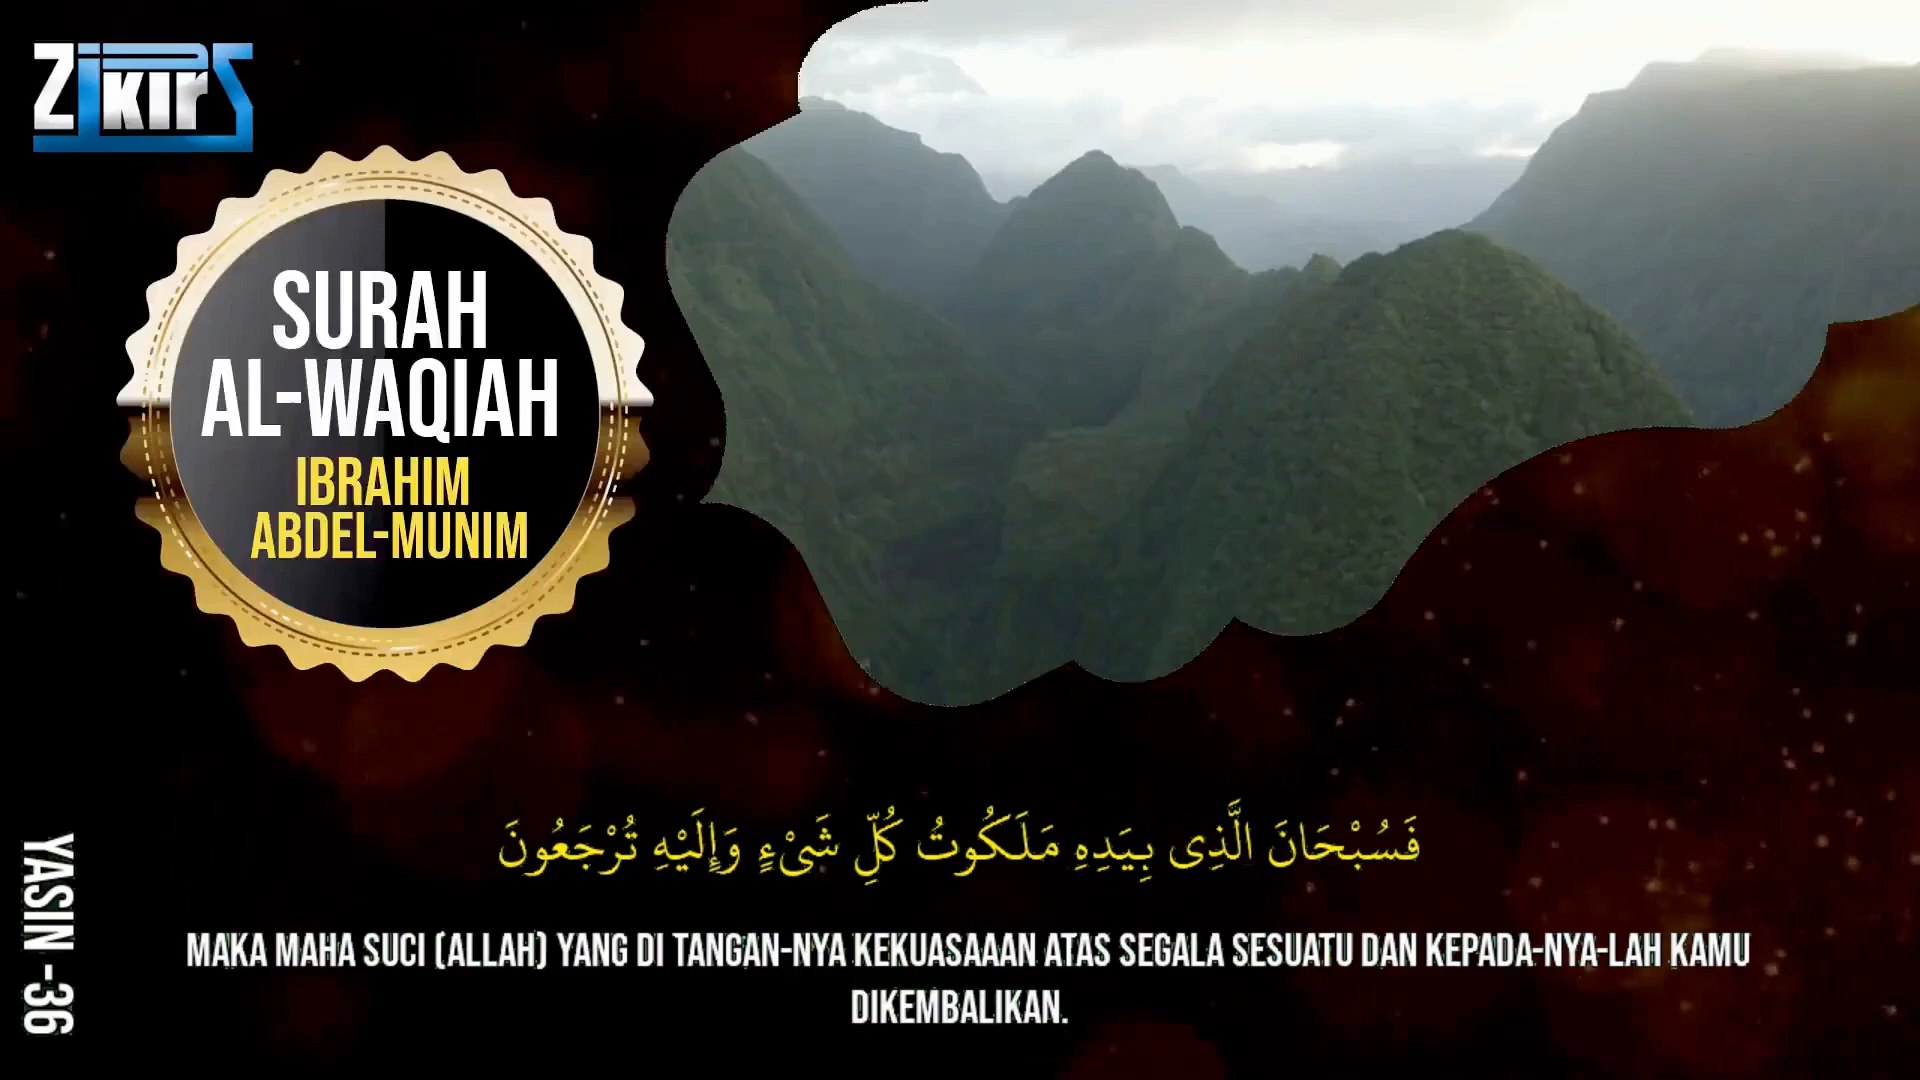 Zikir
SURAH
AL-WAQIAH
IBRAHIM
ABDEL-MUNIM
فَسُبْحَانَ الَّذِى بِيَدِهِ مَلَكُوتُ كُلِّ شَىْءٍ وَإِلَيْهِ تُرْجَعُونَ
MAKA MAHA SUCI (ALLAH) YANG DI TANGAN-NYA KEKUASAAAN ATAS SEGALA SESUATU DAN KEPADA-NYA-LAH KAMU
DIKEMBALIKAN.
YASIN -36